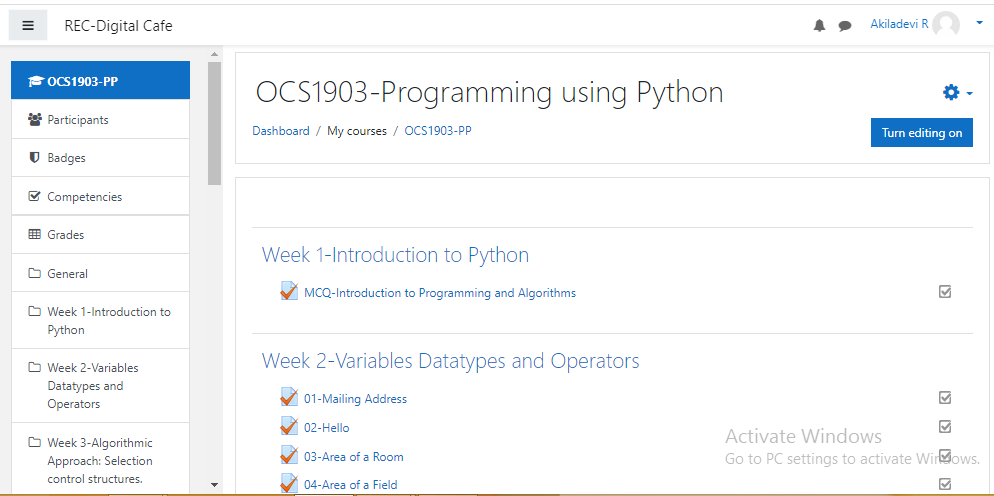 REC-Digital Cafe
Akiladevi R
OCS1903-PP
Participants
Badges
Competencies
Grades
General
Week 1-Introduction to
Python
Week 2-Variables
Datatypes and
Operators
Week 3-Algorithmic
Approach: Selection
control structures.
OCS1903-Programming using Python
Dashboard / My courses / OCS1903-PP
Turn editing on
Week 1-Introduction to Python
MCQ-Introduction to Programming and Algorithms
Week 2-Variables Datatypes and Operators
01-Mailing Address
02-Hello
03-Area of a Room
04-Area of a Field
Activate Windows
Go to PC settings to activate Windows.